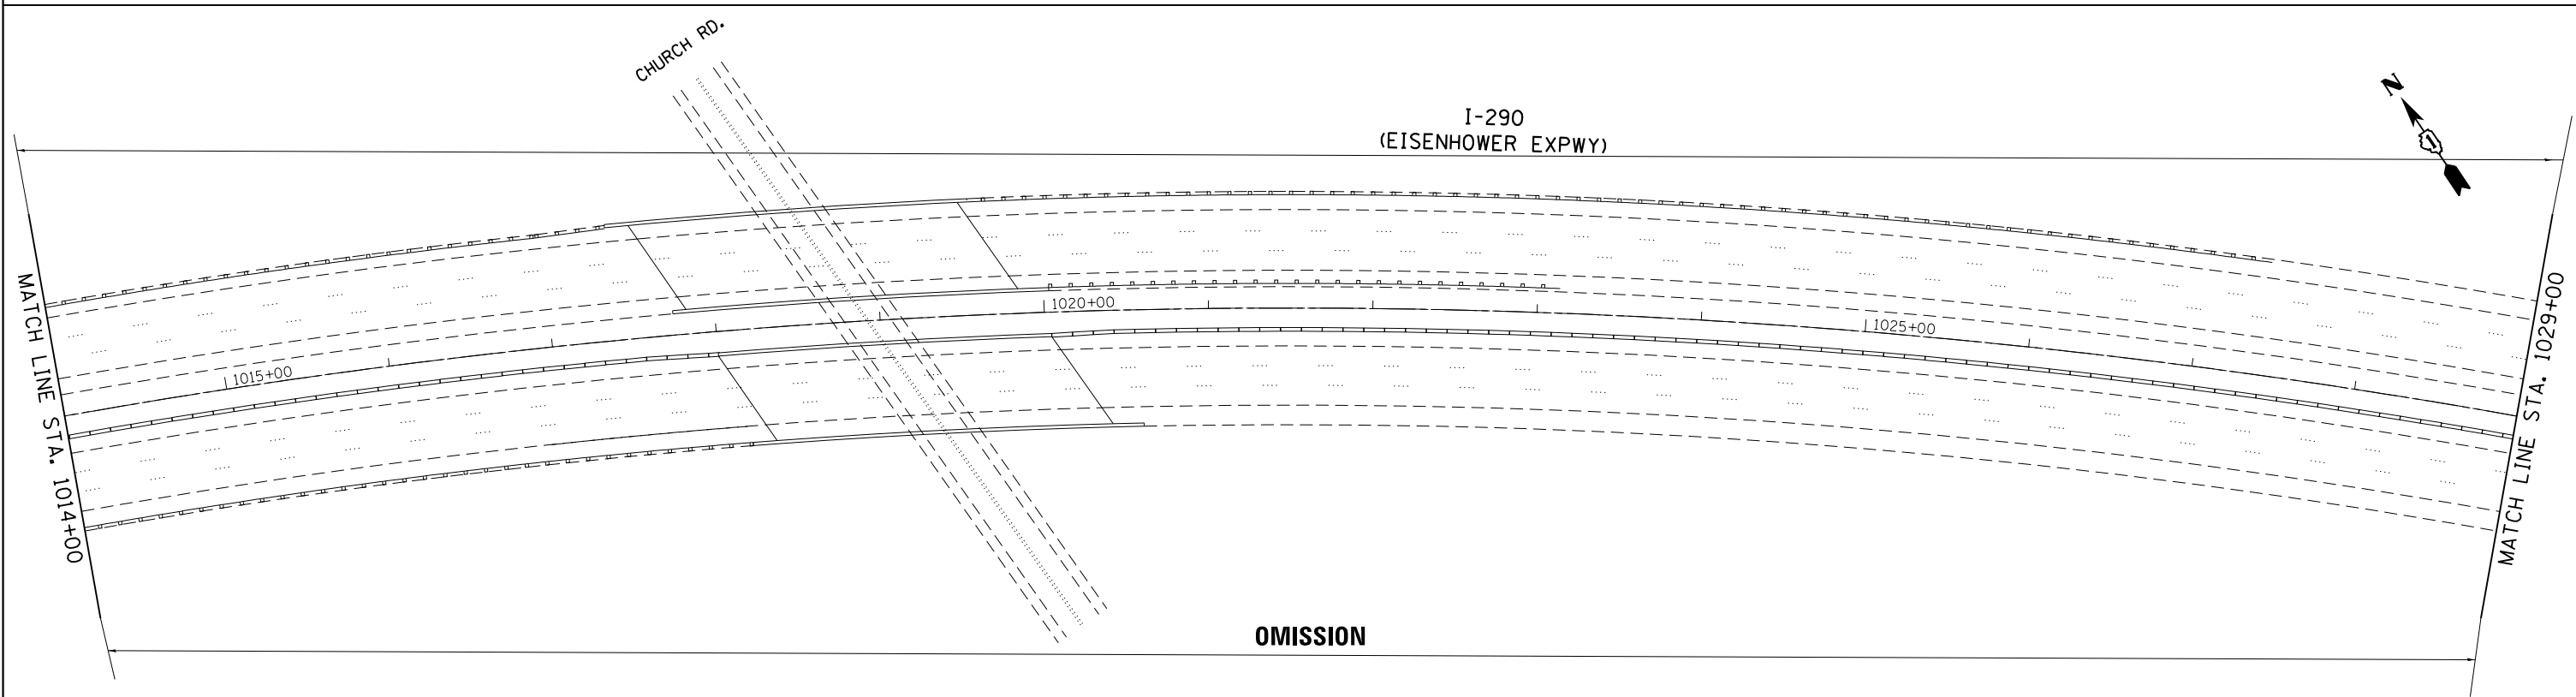 CHURCH RD.
I-290
(EISENHOWER EXPWY)
N
MATCH LINE STA. 1014+00
1015+00
1020+00
1025+00
MATCH LINE STA. 1029+00
OMISSION